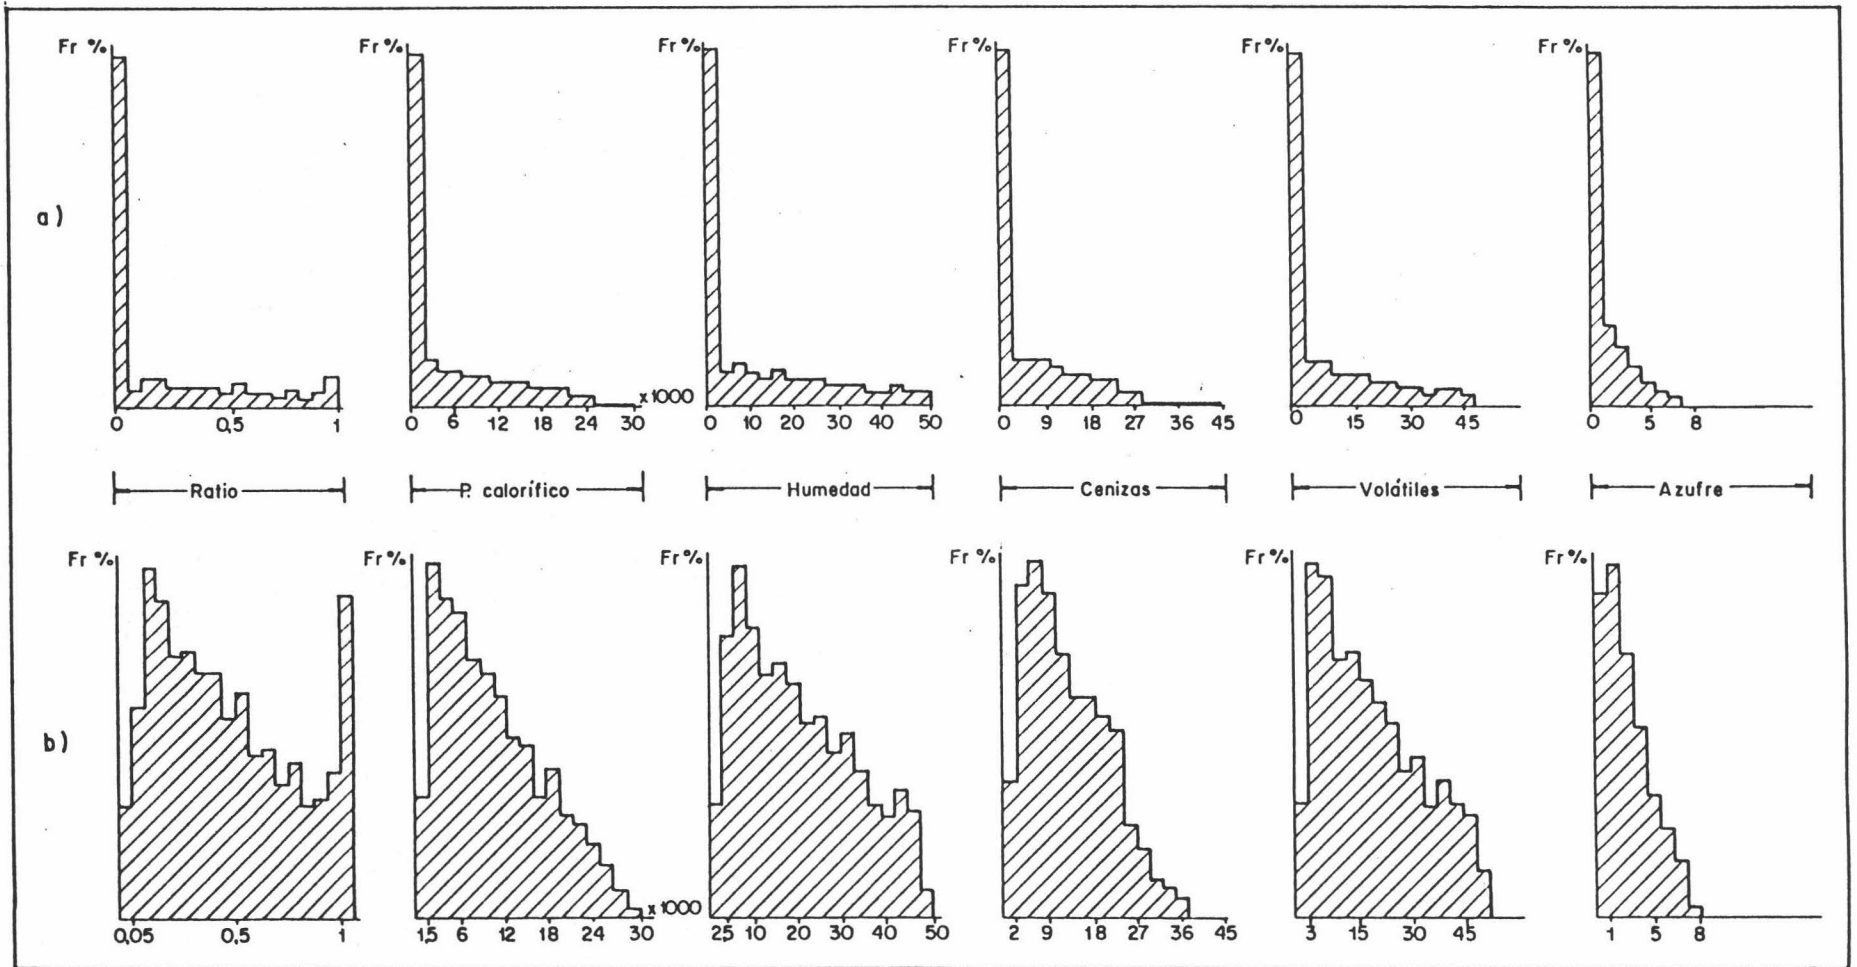 Fr % Fr % Fr % Fr % Fr % Fr %
a)
x1000
0 0,5 1 0 6 12 18 24 30 0 10 20 30 40 50 0 9 18 27 36 45 0 15 30 45 0 5 8
Ratio P. calorífico Humedad Cenizas Volátiles Azufre
Fr % Fr % Fr % Fr % Fr % Fr %
b)
x1000
0,05 0,5 1 1,5 6 12 18 24 30 2,5 10 20 30 40 50 2 9 18 27 36 45 3 15 30 45 1 5 8